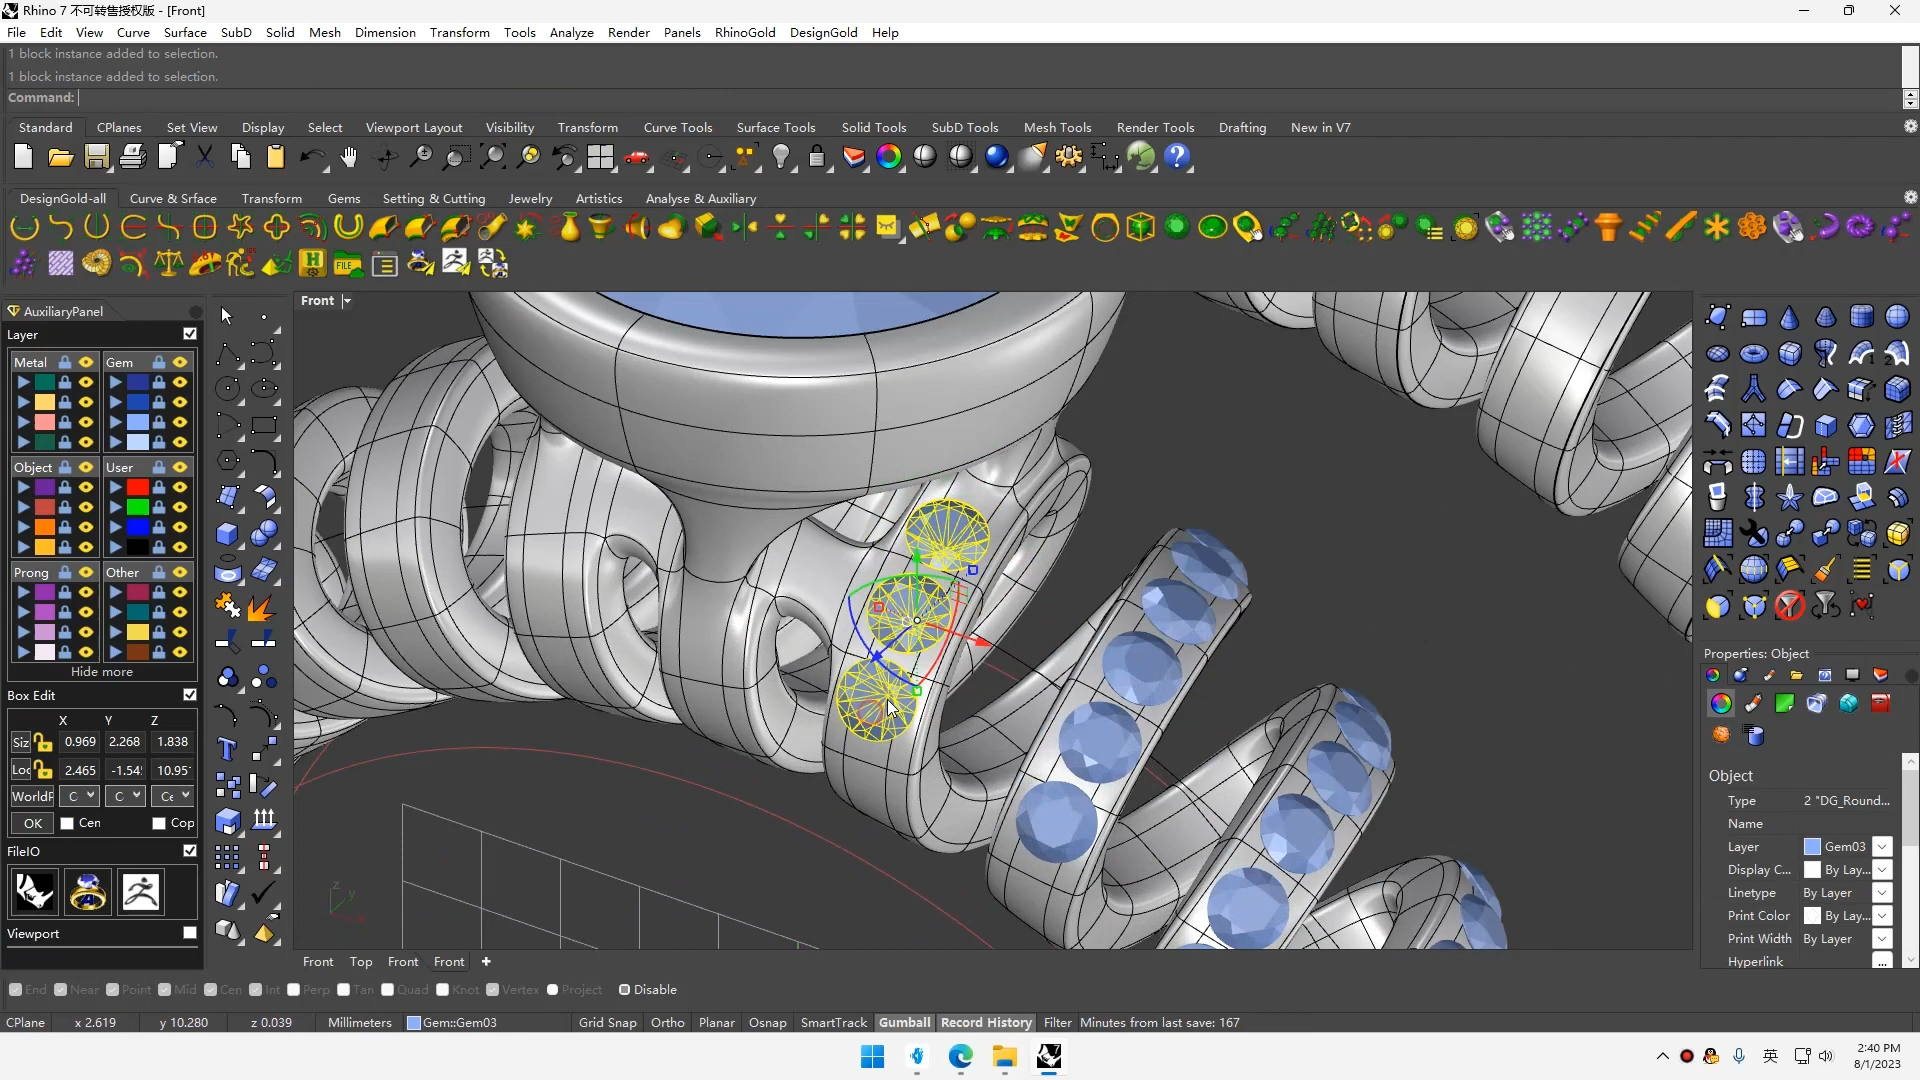 Rhino 7 不可转售授权版 - [Front]
File Edit View Curve Surface SubD Solid Mesh Dimension Transform Tools Analyze Render Panels RhinoGold DesignGold Help
1 block instance added to selection.
1 block instance added to selection.
Command:
Standard CPlanes Set View Display Select Viewport Layout Visibility Transform Curve Tools Surface Tools Solid Tools SubD Tools Mesh Tools Render Tools Drafting New in V7
DesignGold-all Curve & Srface Transform Gems Setting & Cutting Jewelry Artistics Analyse & Auxiliary
H FILE
AuxiliaryPanel
Front
Layer
Metal Gem
Object User
Prong Other
Hide more
Box Edit
X Y Z
Siz 0.969 2.268 1.838
Loc 2.465 -1.54 10.95
WorldP C C Ce
OK Cen Cop
FileIO
Viewport
z
y
Properties: Object
Object
Type 2 "DG_Round...
Name
Layer Gem03
Display C... By Lay...
Linetype By Layer
Print Color By Lay...
Print Width By Layer
Hyperlink ...
Front Top Front Front
End Near Point Mid Cen Int Perp Tan Quad Knot Vertex Project Disable
CPlane x 2.619 y 10.280 z 0.039 Millimeters Gem::Gem03 Grid Snap Ortho Planar Osnap SmartTrack Gumball Record History Filter Minutes from last save: 167
英
2:40 PM
8/1/2023